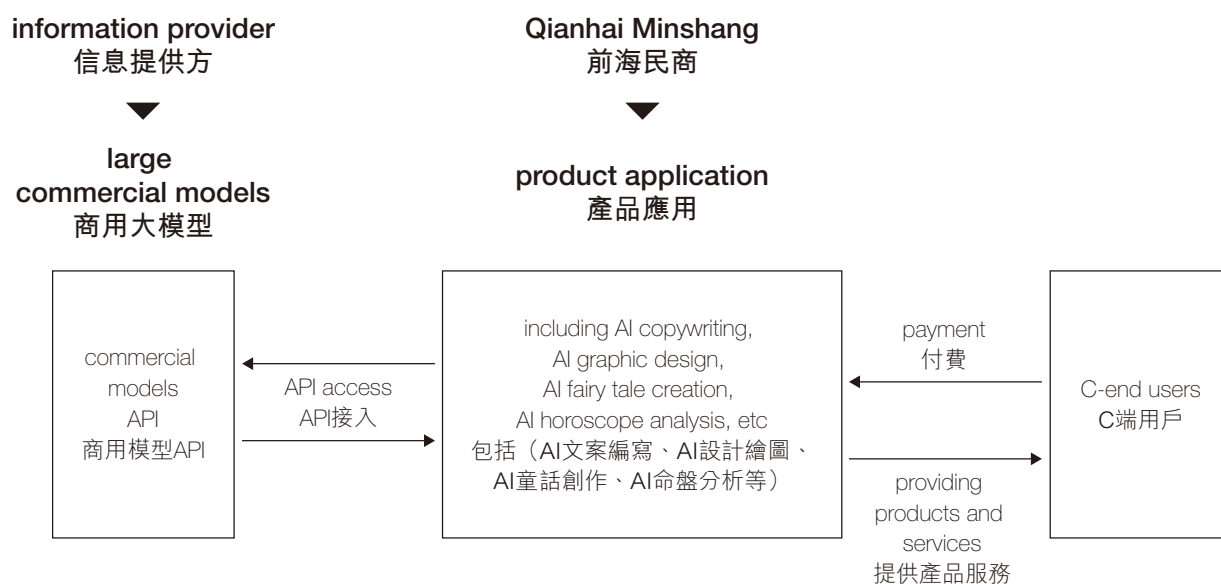 information provider
信息提供方
Qianhai Minshang
前海民商
large
commercial models
商用大模型
product application
產品應用
commercial
models
API
商用模型API
API access
API接入
including AI copywriting,
AI graphic design,
AI fairy tale creation,
AI horoscope analysis, etc
包括（AI文案編寫、AI設計繪圖、
AI童話創作、AI命盤分析等）
payment
付費
providing
products and
services
提供產品服務
C-end users
C端用戶